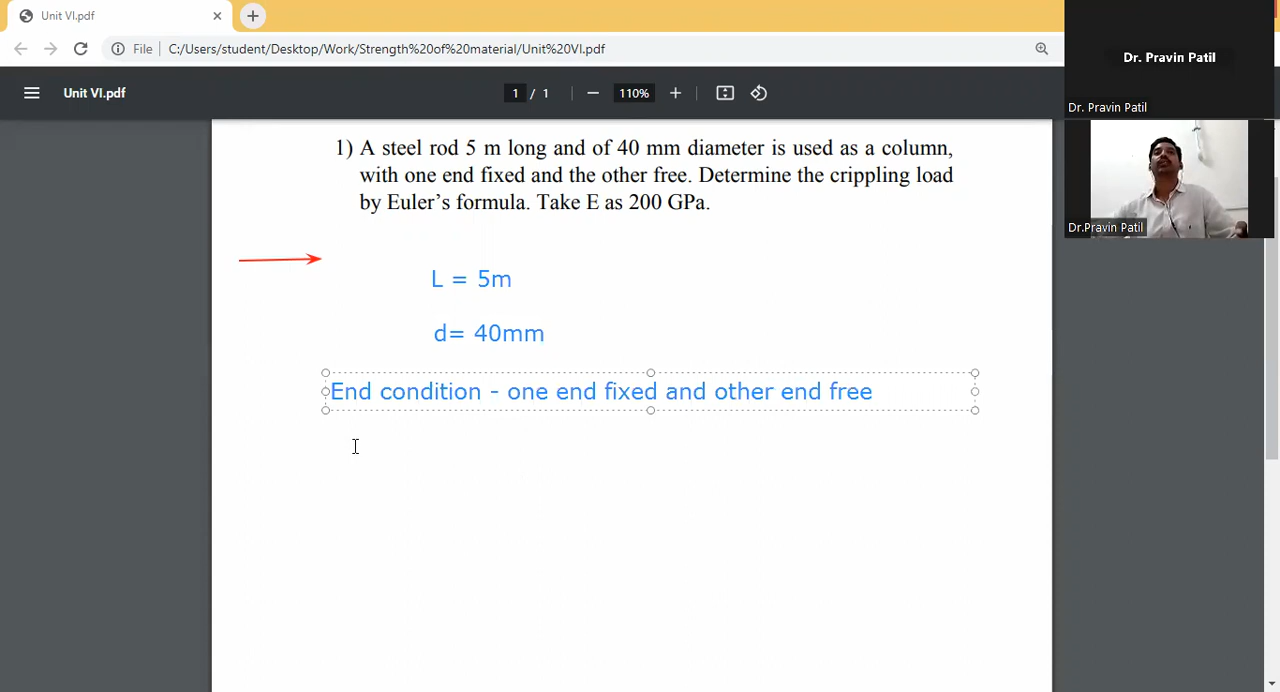 Unit VI.pdf
File
C:/Users/student/Desktop/Work/Strength%20of%20material/Unit%20VI.pdf
Unit VI.pdf
1 / 1
110%
Dr. Pravin Patil
Dr. Pravin Patil
Dr.Pravin Patil
1) A steel rod 5 m long and of 40 mm diameter is used as a column,
with one end fixed and the other free. Determine the crippling load
by Euler’s formula. Take E as 200 GPa.
L = 5m
d= 40mm
End condition - one end fixed and other end free